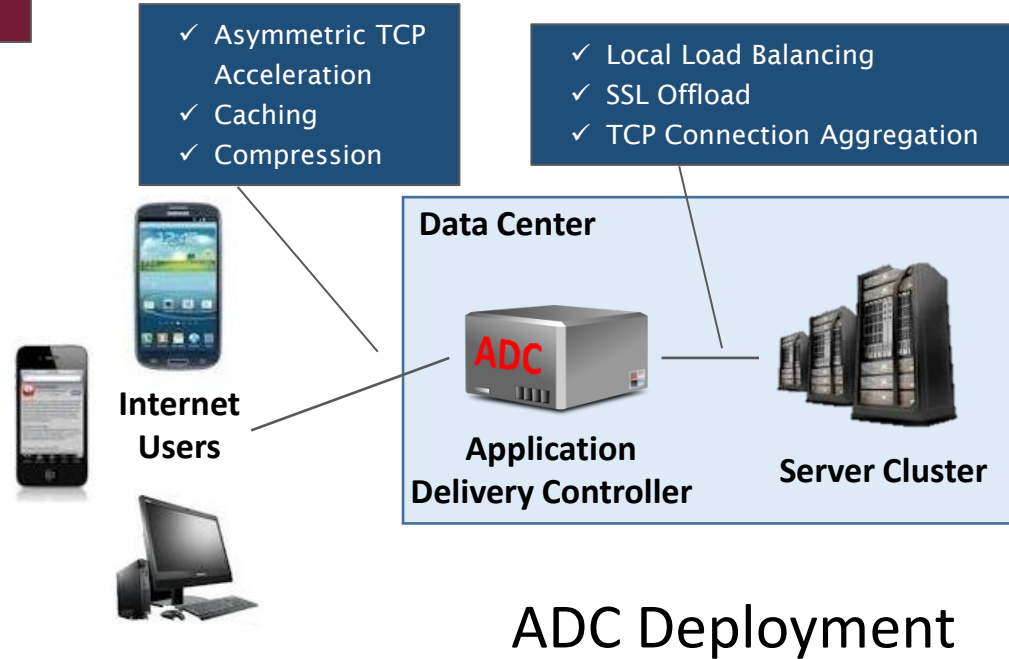 ✓ Asymmetric TCP
Acceleration
✓ Caching
✓ Compression
✓ Local Load Balancing
✓ SSL Offload
✓ TCP Connection Aggregation
Data Center
ADC
Internet
Users
Application
Delivery Controller
Server Cluster
ADC Deployment